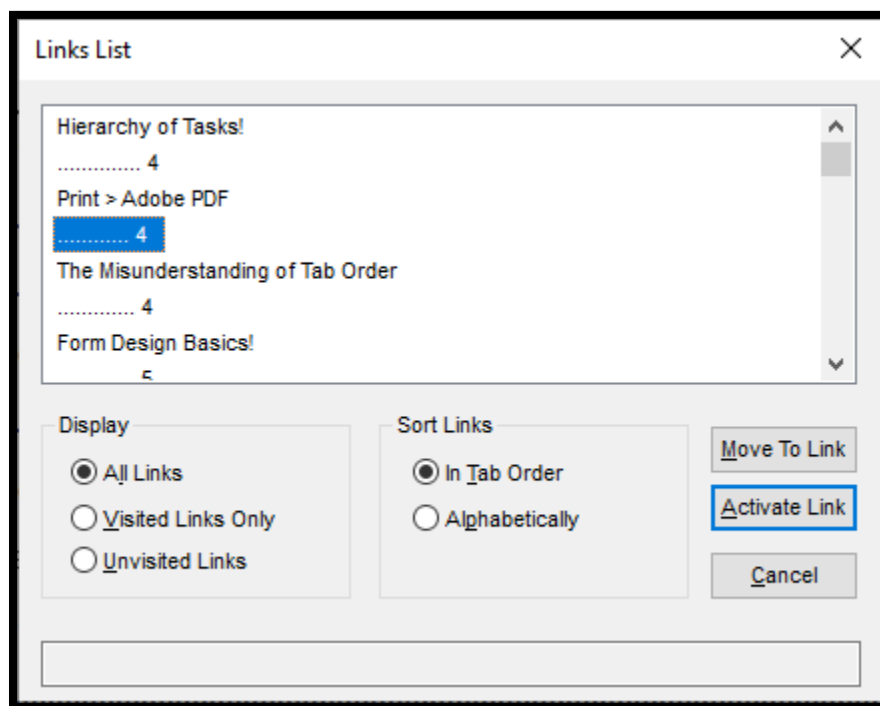 Links List
Hierarchy of Tasks!
.............. 4
Print > Adobe PDF
............ 4
The Misunderstanding of Tab Order
............. 4
Form Design Basics!
5
Display
All Links
Visited Links Only
Unvisited Links
Sort Links
In Tab Order
Alphabetically
Move To Link
Activate Link
Cancel